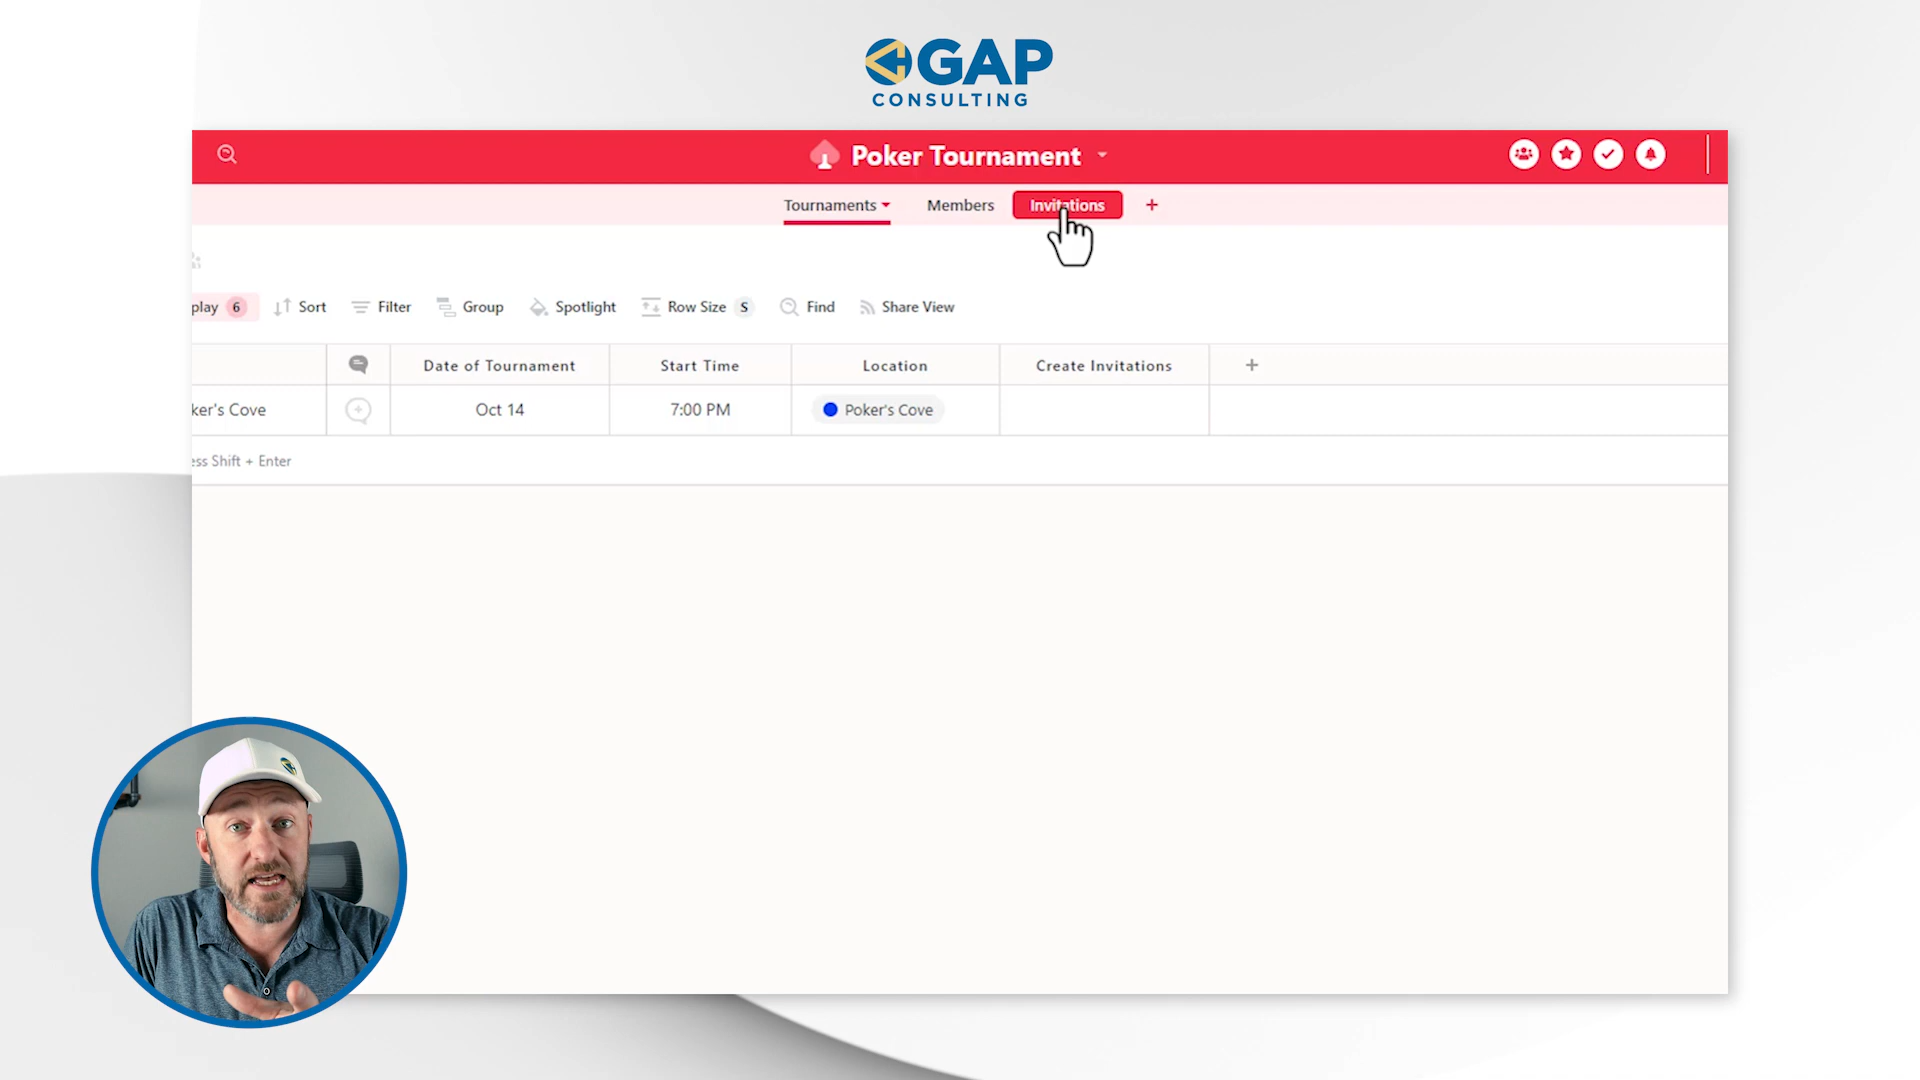 GAP
CONSULTING
Poker Tournament
Tournaments
Members
Invitations
+
play 6
Sort
Filter
Group
Spotlight
Row Size S
Find
Share View
Date of Tournament
Start Time
Location
Create Invitations
+
ker's Cove
Oct 14
7:00 PM
Poker's Cove
ess Shift + Enter